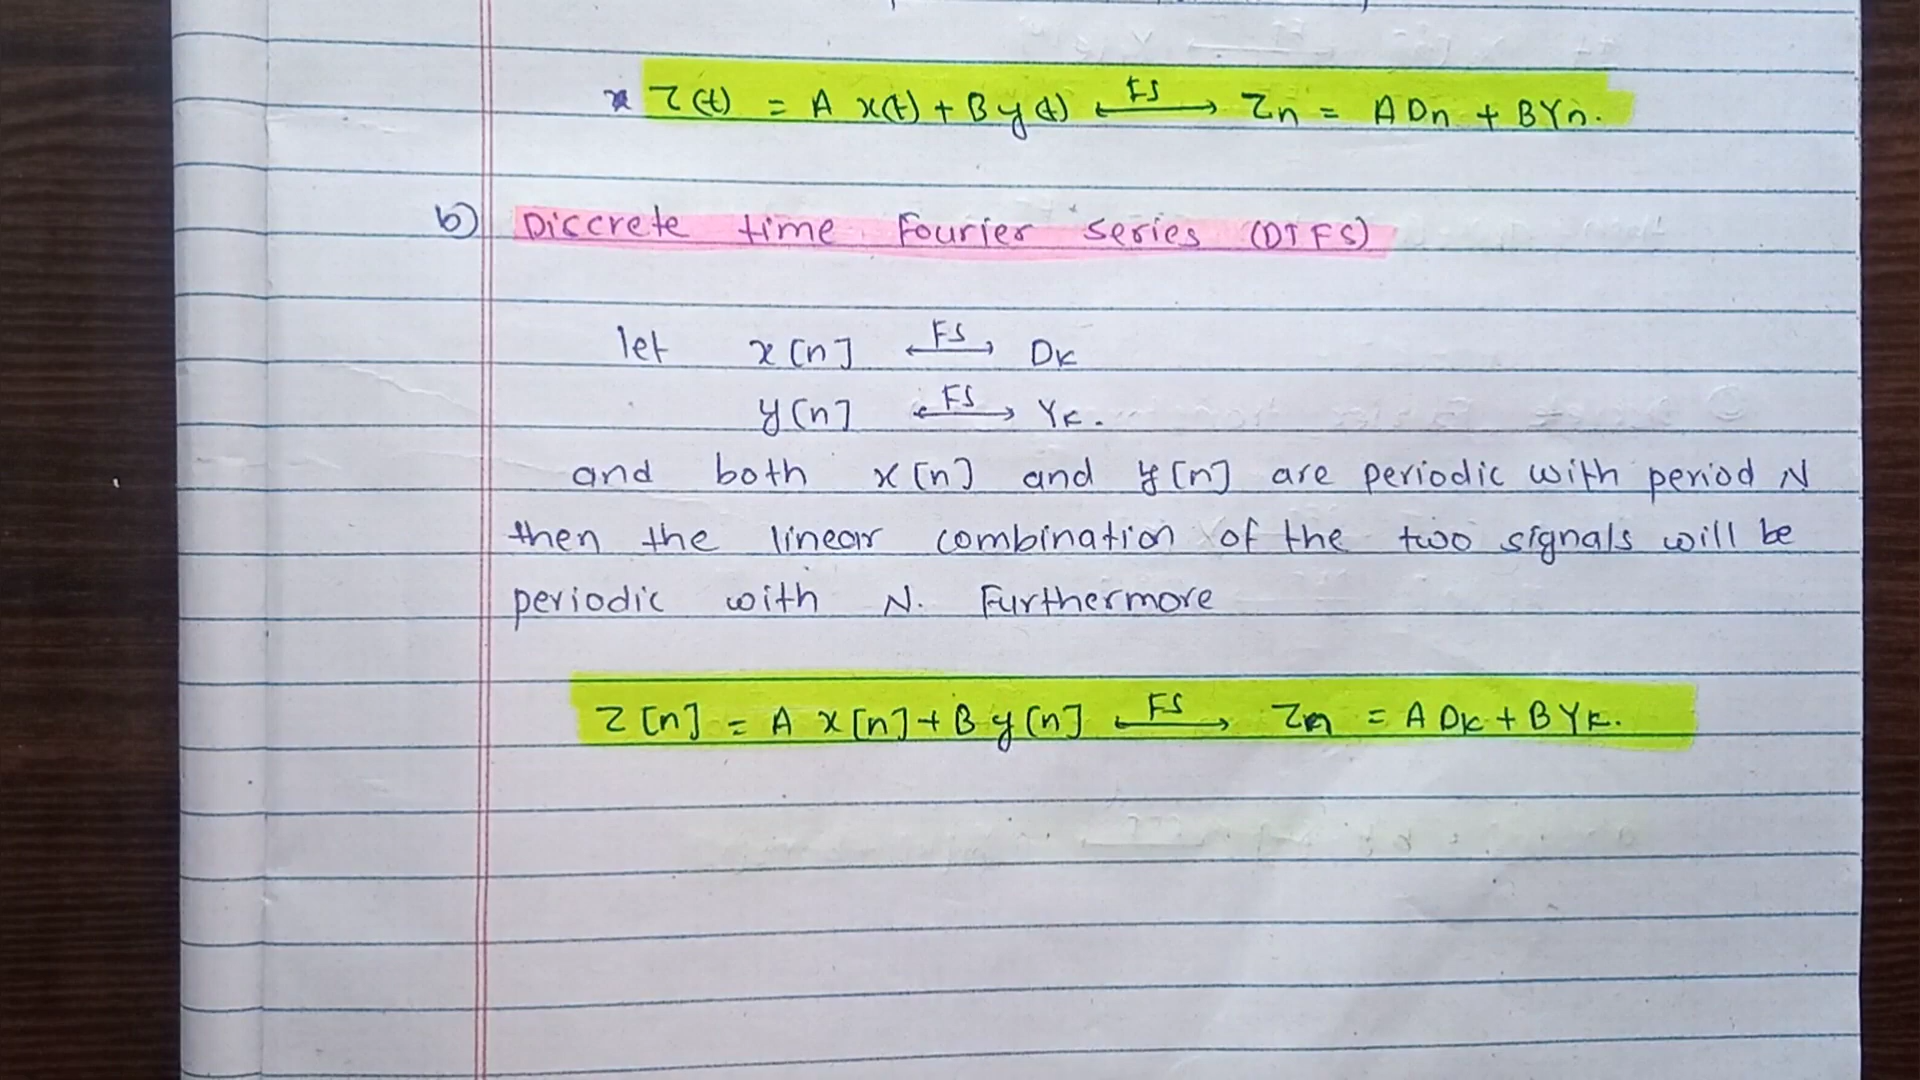 * Z(t) = A x(t) + B y(t) <--FS--> Zn = A Dn + B Yn.
b) Discrete time Fourier series (DTFS)
let x[n] <--FS--> Dk
y[n] <--FS--> Yk.
and both x[n] and y[n] are periodic with period N
then the linear combination of the two signals will be
periodic with N. Furthermore
Z[n] = A x[n] + B y[n] <--FS--> Zn = A Dk + B Yk.